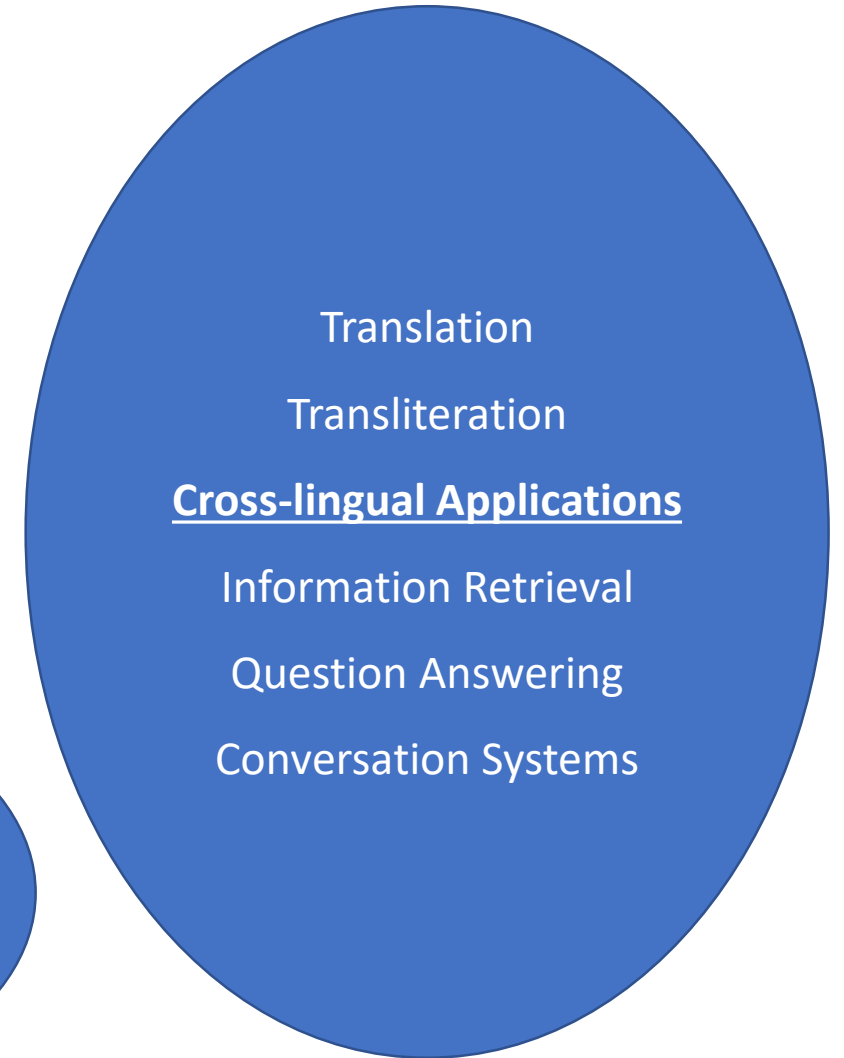 Translation
Transliteration
Cross-lingual Applications
Information Retrieval
Question Answering
Conversation Systems